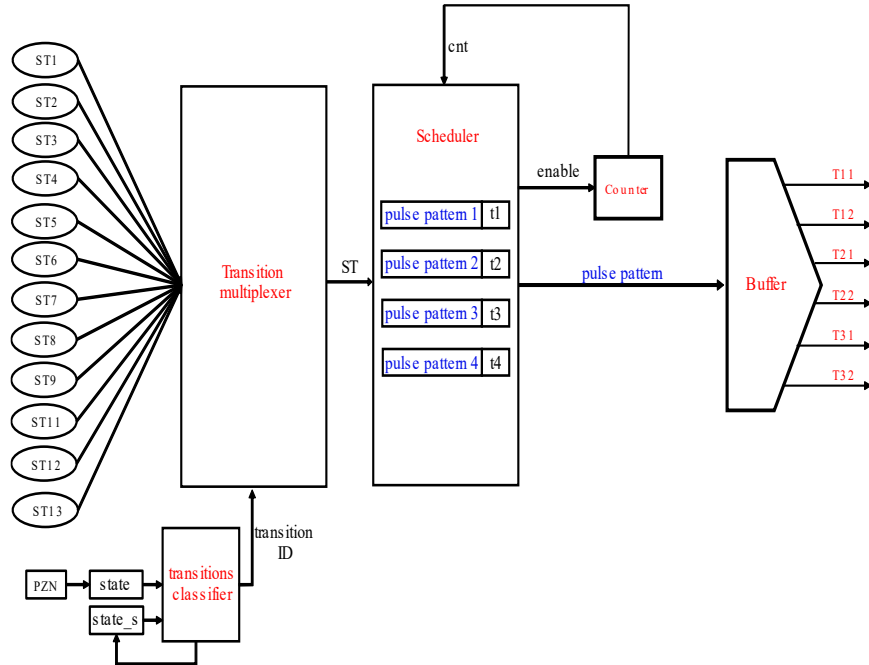 ST1
ST2
ST3
ST4
ST5
ST6
ST7
ST8
ST9
ST11
ST12
ST13
Transition
multiplexer
ST
cnt
Scheduler
pulse pattern 1 t1
pulse pattern 2 t2
pulse pattern 3 t3
pulse pattern 4 t4
enable
Counter
pulse pattern
Buffer
T11
T12
T21
T22
T31
T32
transition
ID
PZN
state
state_s
transitions
classifier